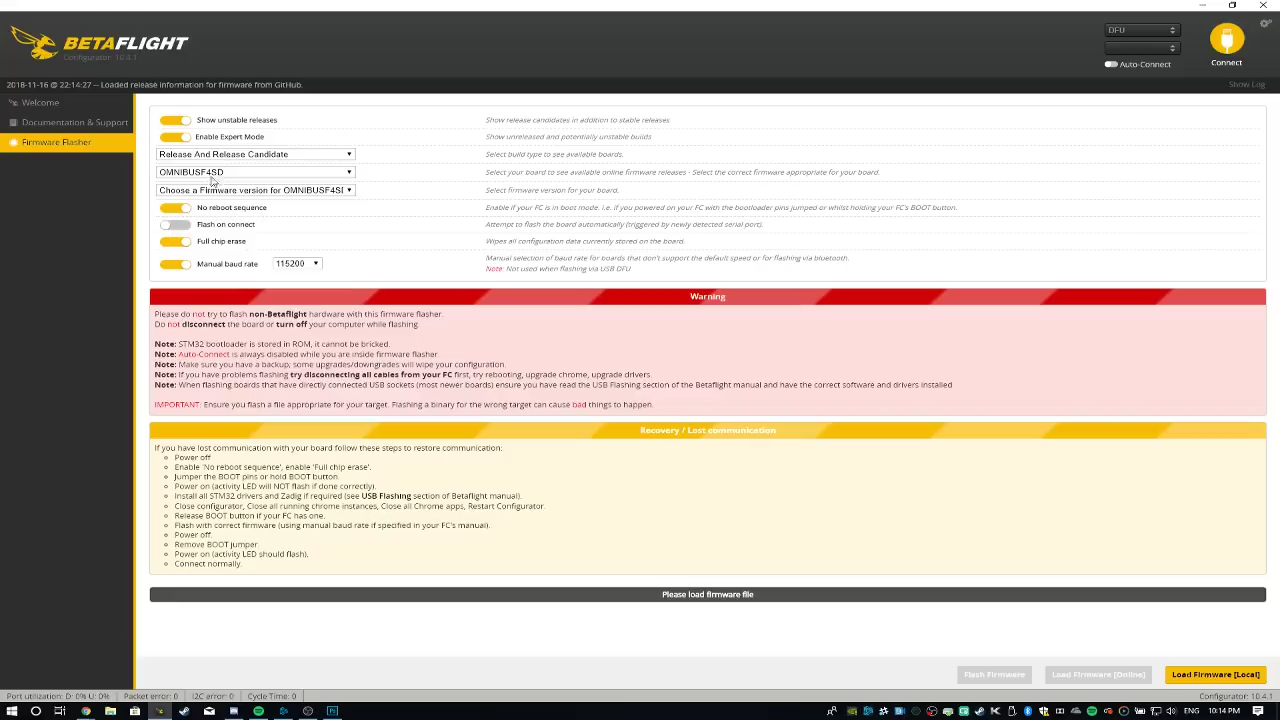 BETAFLIGHT
Configurator: 10.4.1
DFU
Auto-Connect
Connect
2018-11-16 @ 22:14:27 -- Loaded release information for firmware from GitHub.
Show Log
Welcome
Documentation & Support
Firmware Flasher
Show unstable releases
Show release candidates in addition to stable releases
Enable Expert Mode
Show unreleased and potentially unstable builds
Release And Release Candidate
Select build type to see available boards.
OMNIBUSF4SD
Select your board to see available online firmware releases - Select the correct firmware appropriate for your board.
Choose a Firmware version for OMNIBUSF4SD
Select firmware version for your board.
No reboot sequence
Enable if your FC is in boot mode. i.e. if you powered on your FC with the bootloader pins jumped or whilst holding your FC's BOOT button.
Flash on connect
Attempt to flash the board automatically (triggered by newly detected serial port).
Full chip erase
Wipes all configuration data currently stored on the board.
Manual baud rate
115200
Manual selection of baud rate for boards that don't support the default speed or for flashing via bluetooth.
Note: Not used when flashing via USB DFU
Warning
Please do not try to flash non-Betaflight hardware with this firmware flasher.
Do not disconnect the board or turn off your computer while flashing.
Note: STM32 bootloader is stored in ROM, it cannot be bricked.
Note: Auto-Connect is always disabled while you are inside firmware flasher.
Note: Make sure you have a backup; some upgrades/downgrades will wipe your configuration.
Note: If you have problems flashing try disconnecting all cables from your FC first, try rebooting, upgrade chrome, upgrade drivers.
Note: When flashing boards that have directly connected USB sockets (most newer boards) ensure you have read the USB Flashing section of the Betaflight manual and have the correct software and drivers installed
IMPORTANT: Ensure you flash a file appropriate for your target. Flashing a binary for the wrong target can cause bad things to happen.
Recovery / Lost communication
If you have lost communication with your board follow these steps to restore communication:
Power off
Enable 'No reboot sequence', enable 'Full chip erase'.
Jumper the BOOT pins or hold BOOT button.
Power on (activity LED will NOT flash if done correctly).
Install all STM32 drivers and Zadig if required (see USB Flashing section of Betaflight manual).
Close configurator, Close all running chrome instances, Close all Chrome apps, Restart Configurator.
Release BOOT button if your FC has one.
Flash with correct firmware (using manual baud rate if specified in your FC's manual).
Power off.
Remove BOOT jumper.
Power on (activity LED should flash).
Connect normally.
Please load firmware file
Flash Firmware
Load Firmware [Online]
Load Firmware [Local]
Port utilization: D: 0% U: 0%
Packet error: 0
I2C error: 0
Cycle Time: 0
Configurator: 10.4.1
ENG
10:14 PM